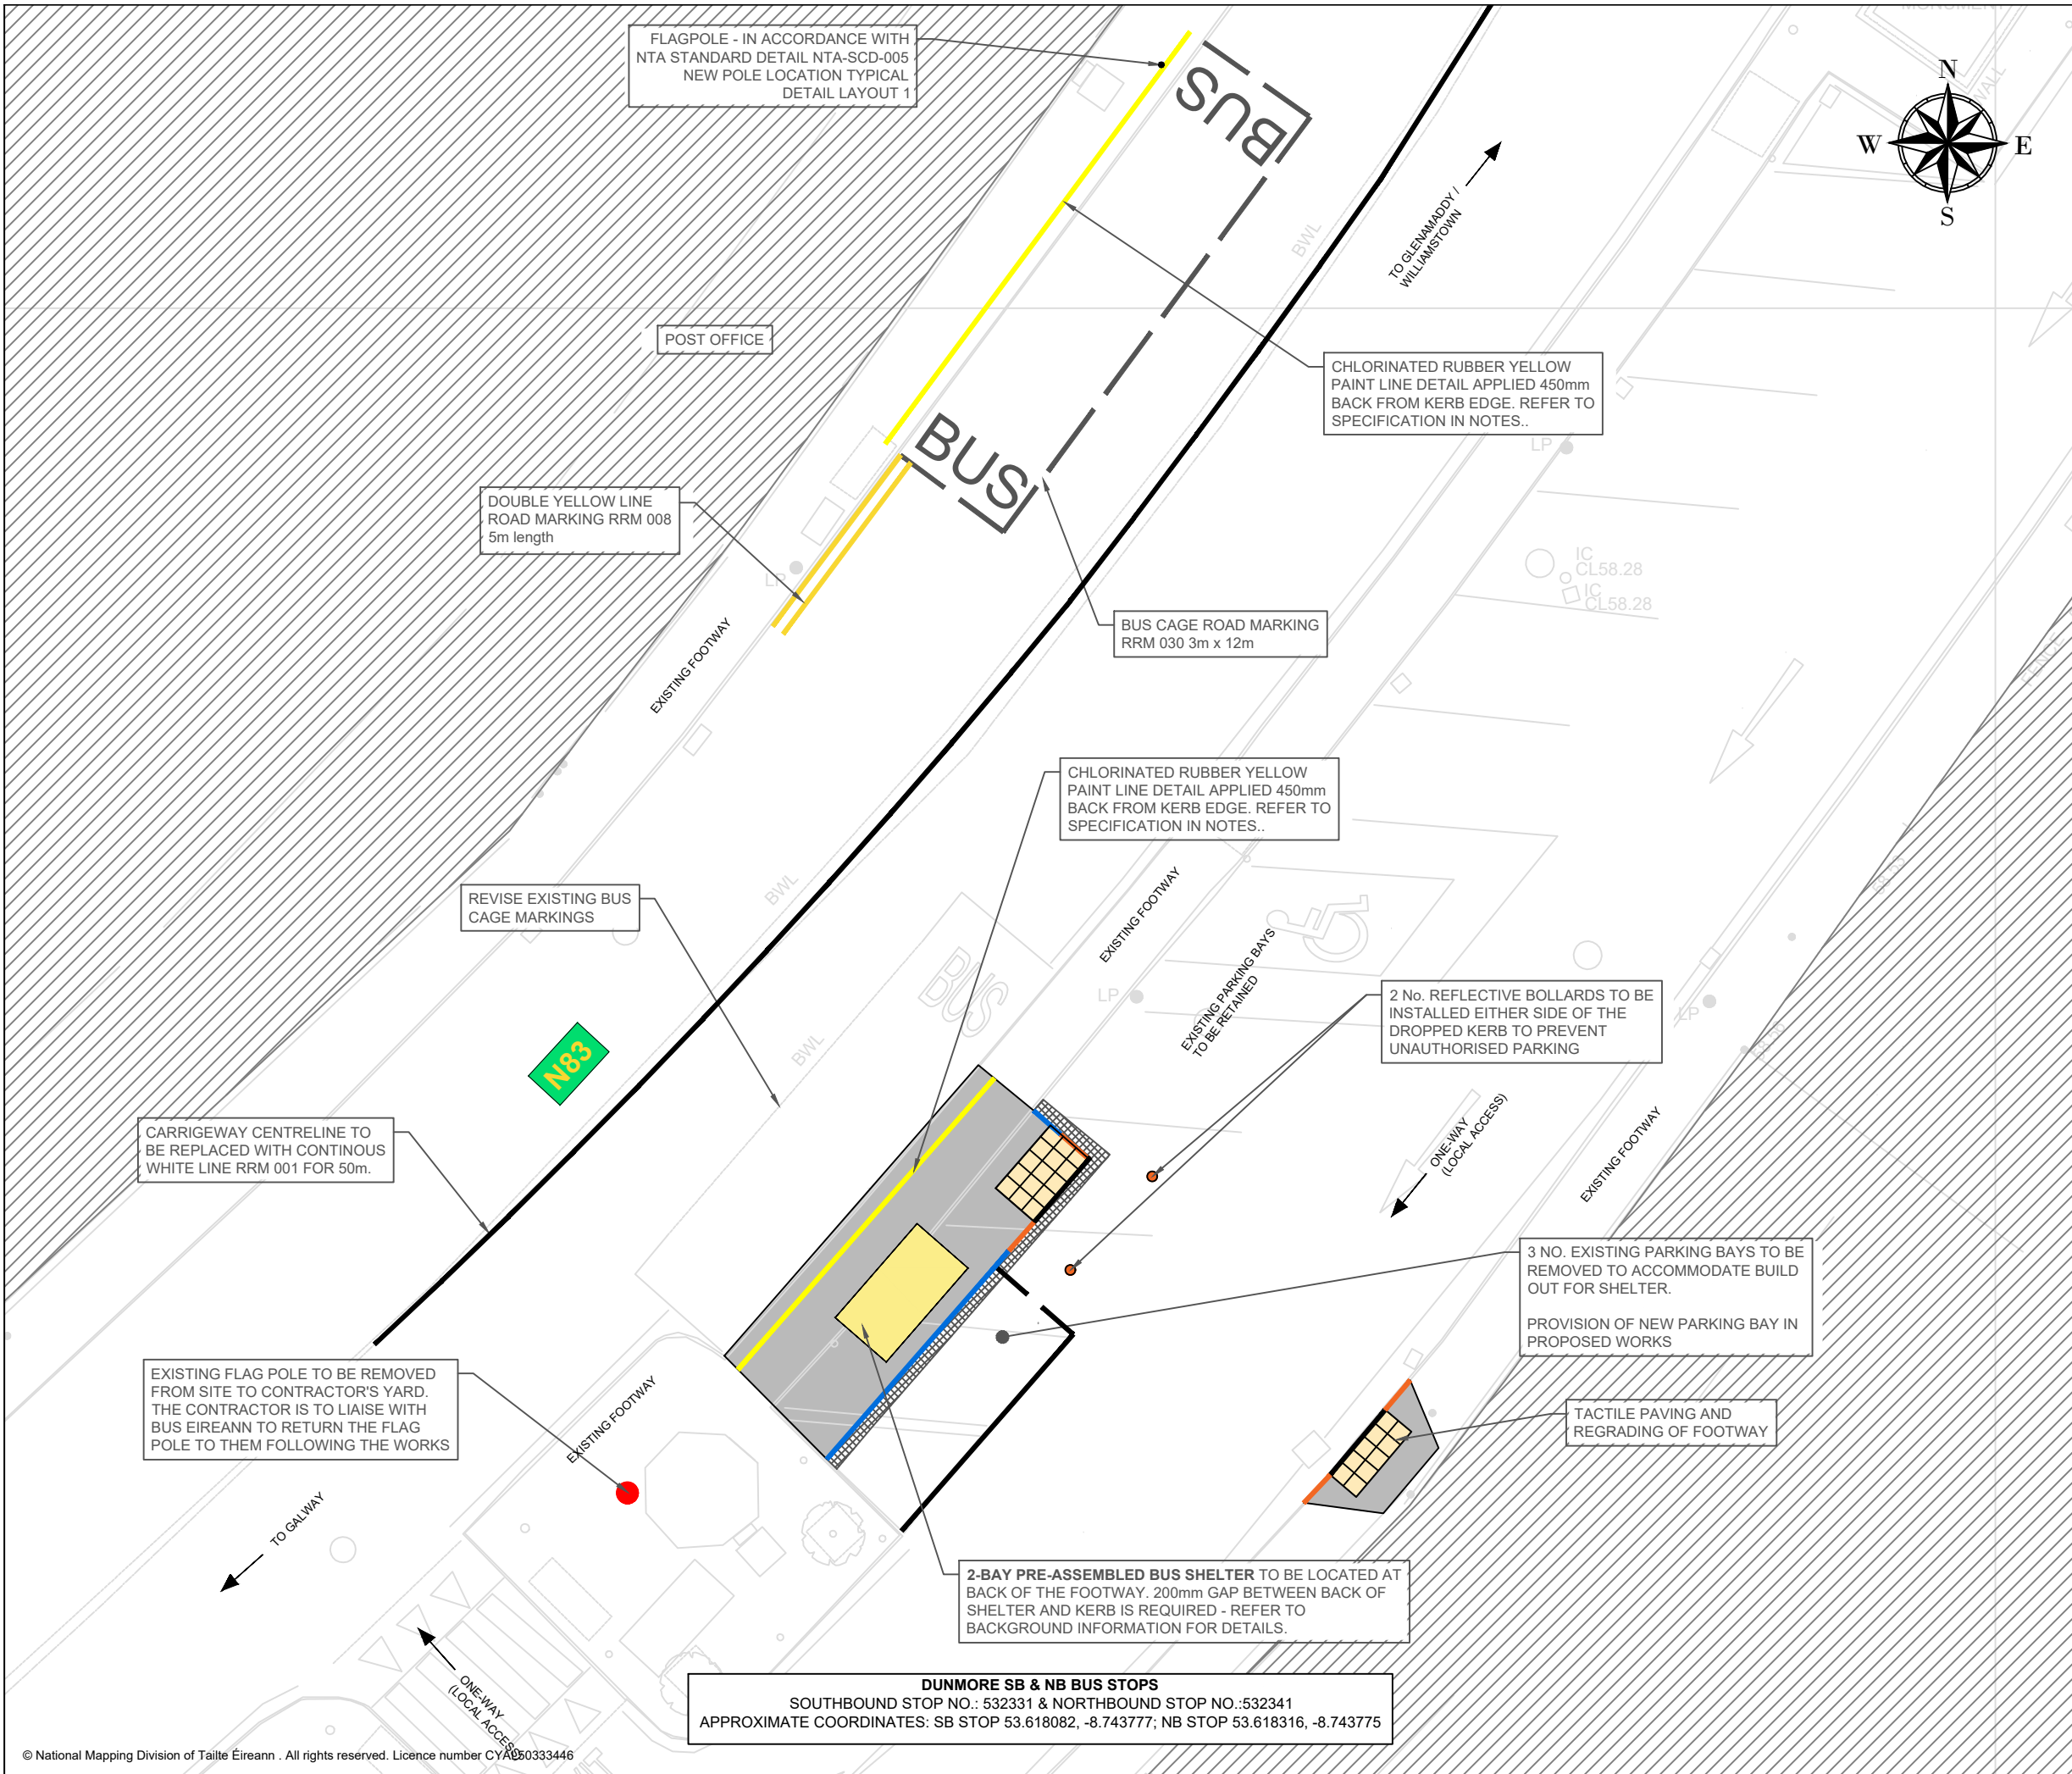 MONUMENT
FLAGPOLE - IN ACCORDANCE WITH
NTA STANDARD DETAIL NTA-SCD-005
NEW POLE LOCATION TYPICAL
DETAIL LAYOUT 1
BUS
N
W
E
S
WALL
BWL
TO GLENAMADDY /
WILLIAMSTOWN
POST OFFICE
CHLORINATED RUBBER YELLOW
PAINT LINE DETAIL APPLIED 450mm
BACK FROM KERB EDGE. REFER TO
SPECIFICATION IN NOTES..
LP
BUS
DOUBLE YELLOW LINE
ROAD MARKING RRM 008
5m length
LP
IC
CL58.28
IC
CL58.28
BUS CAGE ROAD MARKING
RRM 030 3m x 12m
EXISTING FOOTWAY
FENCE
CHLORINATED RUBBER YELLOW
PAINT LINE DETAIL APPLIED 450mm
BACK FROM KERB EDGE. REFER TO
SPECIFICATION IN NOTES..
REVISE EXISTING BUS
CAGE MARKINGS
BWL
EXISTING FOOTWAY
BUS
LP
EXISTING PARKING BAYS
TO BE RETAINED
2 No. REFLECTIVE BOLLARDS TO BE
INSTALLED EITHER SIDE OF THE
DROPPED KERB TO PREVENT
UNAUTHORISED PARKING
LP
BWL
N83
CARRIGEWAY CENTRELINE TO
BE REPLACED WITH CONTINOUS
WHITE LINE RRM 001 FOR 50m.
ONE-WAY
(LOCAL ACCESS)
EXISTING FOOTWAY
3 NO. EXISTING PARKING BAYS TO BE
REMOVED TO ACCOMMODATE BUILD
OUT FOR SHELTER.
PROVISION OF NEW PARKING BAY IN
PROPOSED WORKS
EXISTING FLAG POLE TO BE REMOVED
FROM SITE TO CONTRACTOR'S YARD.
THE CONTRACTOR IS TO LIAISE WITH
BUS EIREANN TO RETURN THE FLAG
POLE TO THEM FOLLOWING THE WORKS
EXISTING FOOTWAY
TACTILE PAVING AND
REGRADING OF FOOTWAY
TO GALWAY
2-BAY PRE-ASSEMBLED BUS SHELTER TO BE LOCATED AT
BACK OF THE FOOTWAY. 200mm GAP BETWEEN BACK OF
SHELTER AND KERB IS REQUIRED - REFER TO
BACKGROUND INFORMATION FOR DETAILS.
ONE-WAY
(LOCAL ACCESS)
DUNMORE SB & NB BUS STOPS
SOUTHBOUND STOP NO.: 532331 & NORTHBOUND STOP NO.:532341
APPROXIMATE COORDINATES: SB STOP 53.618082, -8.743777; NB STOP 53.618316, -8.743775
© National Mapping Division of Tailte Éireann . All rights reserved. Licence number CYAL50333446